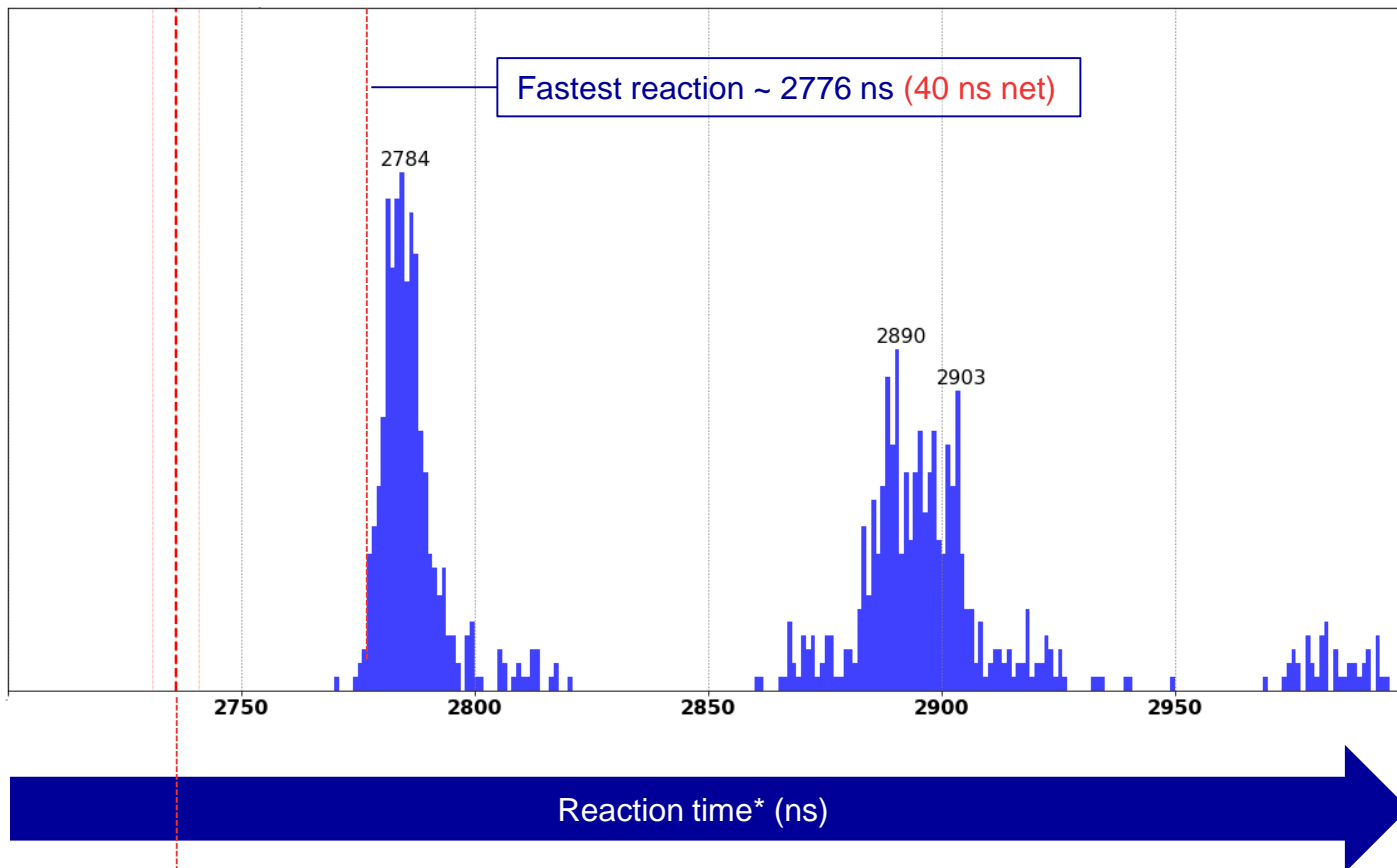 Fastest reaction ~ 2776 ns (40 ns net)
2784
2890
2903
2750 2800 2850 2900 2950
Reaction time* (ns)